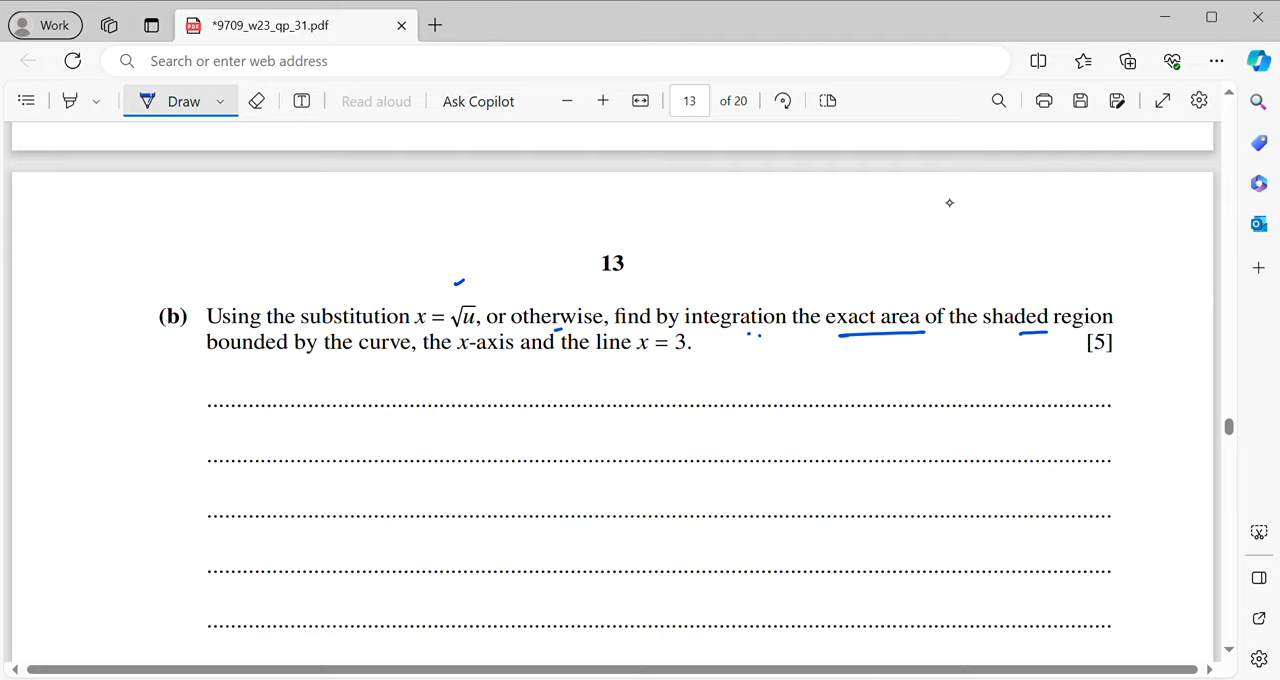 Work
*9709_w23_qp_31.pdf
Search or enter web address
Draw
Read aloud
Ask Copilot
13
of 20
13
(b) Using the substitution x = √u, or otherwise, find by integration the exact area of the shaded region
bounded by the curve, the x-axis and the line x = 3. [5]